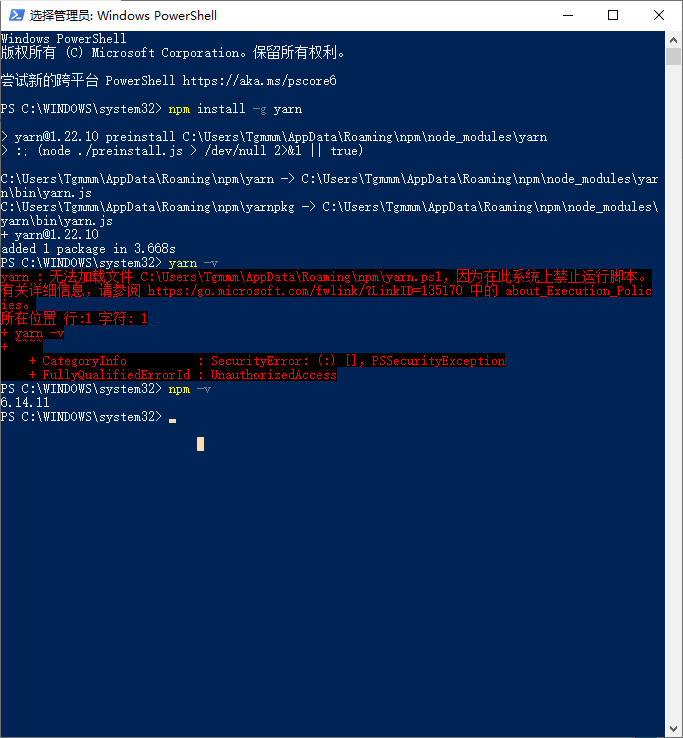 选择管理员: Windows PowerShell
Windows PowerShell
版权所有 (C) Microsoft Corporation。保留所有权利。
尝试新的跨平台 PowerShell https://aka.ms/pscore6
PS C:\WINDOWS\system32> npm install -g yarn
> yarn@1.22.10 preinstall C:\Users\Tgmmm\AppData\Roaming\npm\node_modules\yarn
> :; (node ./preinstall.js > /dev/null 2>&1 || true)
C:\Users\Tgmmm\AppData\Roaming\npm\yarn -> C:\Users\Tgmmm\AppData\Roaming\npm\node_modules\yar
n\bin\yarn.js
C:\Users\Tgmmm\AppData\Roaming\npm\yarnpkg -> C:\Users\Tgmmm\AppData\Roaming\npm\node_modules\
yarn\bin\yarn.js
+ yarn@1.22.10
added 1 package in 3.668s
PS C:\WINDOWS\system32> yarn -v
yarn : 无法加载文件 C:\Users\Tgmmm\AppData\Roaming\npm\yarn.ps1，因为在此系统上禁止运行脚本。
有关详细信息，请参阅 https:/go.microsoft.com/fwlink/?LinkID=135170 中的 about_Execution_Polic
ies。
所在位置 行:1 字符: 1
+ yarn -v
+ ~~~~
    + CategoryInfo          : SecurityError: (:) []，PSSecurityException
    + FullyQualifiedErrorId : UnauthorizedAccess
PS C:\WINDOWS\system32> npm -v
6.14.11
PS C:\WINDOWS\system32>